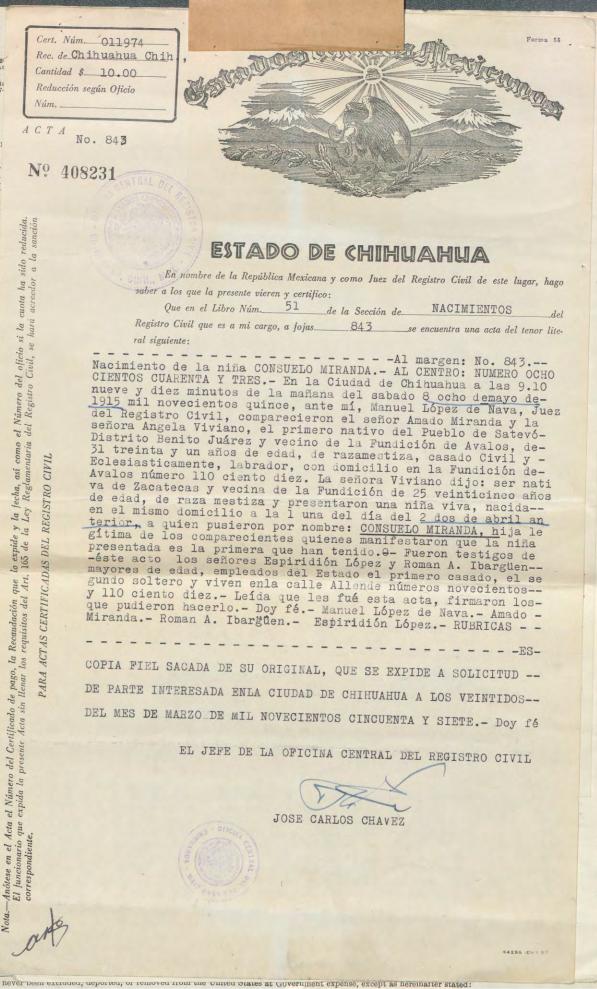 Cert. Núm. 011974
Rec. de Chihuahua Chih.,
Cantidad $ 10.00
Reducción según Oficio
Núm.
Forma 55
Estados Unidos Mexicanos
ACTA
No. 843
Nº 408231
ESTADO DE CHIHUAHUA
En nombre de la República Mexicana y como Juez del Registro Civil de este lugar, hago
saber a los que la presente vieren y certifico:
Que en el Libro Núm. 51 de la Sección de NACIMIENTOS del
Registro Civil que es a mi cargo, a fojas 843 se encuentra una acta del tenor lite-
ral siguiente:
- - - - - - - - - - - - - - - - - - - - -Al margen: No. 843.--
Nacimiento de la niña CONSUELO MIRANDA.- AL CENTRO: NUMERO OCHO
CIENTOS CUARENTA Y TRES.- En la Ciudad de Chihuahua a las 9.10
nueve y diez minutos de la mañana del sabado 8 ocho demayo de-
1915 mil novecientos quince, ante mí, Manuel López de Nava, Juez
del Registro Civil, comparecieron el señor Amado Miranda y la
señora Angela Viviano, el primero nativo del Pueblo de Satevó-
Distrito Benito Juárez y vecino de la Fundición de Avalos, de-
31 treinta y un años de edad, de razamestiza, casado Civil y -
Eclesiasticamente, labrador, con domicilio en la Fundición de-
Avalos número 110 ciento diez. La señora Viviano dijo: ser nati
va de Zacatecas y vecina de la Fundición de 25 veinticinco años
de edad, de raza mestiza y presentaron una niña viva, nacida--
en el mismo domicilio a la 1 una del día del 2 dos de abril an
terior, a quien pusieron por nombre: CONSUELO MIRANDA, hija le
gítima de los comparecientes quienes manifestaron que la niña
presentada es la primera que han tenido.- Fueron testigos de
-éste acto los señores Espiridión López y Roman A. Ibargüen---
mayores de edad, empleados del Estado el primero casado, el se
gundo soltero y viven enla calle Allende números novecientos--
y 110 ciento diez.- Leída que les fué esta acta, firmaron los-
que pudieron hacerlo.- Doy fé.- Manuel López de Nava.- Amado -
Miranda.- Roman A. Ibargüen.- Espiridión López.- RUBRICAS - -
- - - - - - - - - - - - - - - - - - - - - - - - - - - - - -ES-
COPIA FIEL SACADA DE SU ORIGINAL, QUE SE EXPIDE A SOLICITUD --
DE PARTE INTERESADA ENLA CIUDAD DE CHIHUAHUA A LOS VEINTIDOS--
DEL MES DE MARZO DE MIL NOVECIENTOS CINCUENTA Y SIETE.- Doy fé
EL JEFE DE LA OFICINA CENTRAL DEL REGISTRO CIVIL
JOSE CARLOS CHAVEZ
PARA ACTAS CERTIFICADAS DEL REGISTRO CIVIL
Nota.—Anótese en el Acta el Número del Certificado de pago, la Recaudación que lo expide y la fecha, así como el Número del oficio si la cuota ha sido reducida.
El funcionario que expida la presente Acta sin llenar los requisitos del Art. 165 de la Ley Reglamentaria del Registro Civil, se hará acreedor a la sanción
correspondiente.
never been excluded, deported, or removed from the United States at Government expense, except as hereinafter stated: